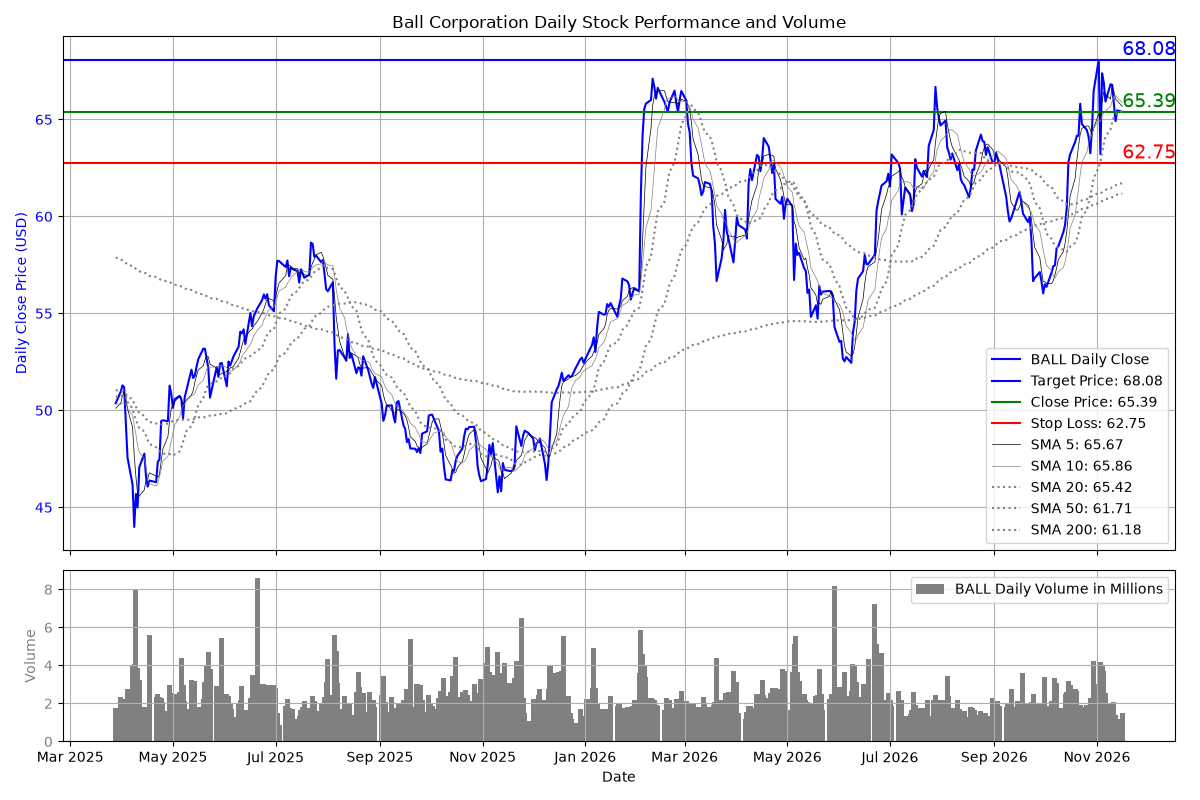 Ball Corporation Daily Stock Performance and Volume
68.08
65.39
62.75
65
60
55
50
45
Daily Close Price (USD)
BALL Daily Close
Target Price: 68.08
Close Price: 65.39
Stop Loss: 62.75
SMA 5: 65.67
SMA 10: 65.86
SMA 20: 65.42
SMA 50: 61.71
SMA 200: 61.18
BALL Daily Volume in Millions
8
6
4
2
0
Volume
Mar 2025 May 2025 Jul 2025 Sep 2025 Nov 2025 Jan 2026 Mar 2026 May 2026 Jul 2026 Sep 2026 Nov 2026
Date